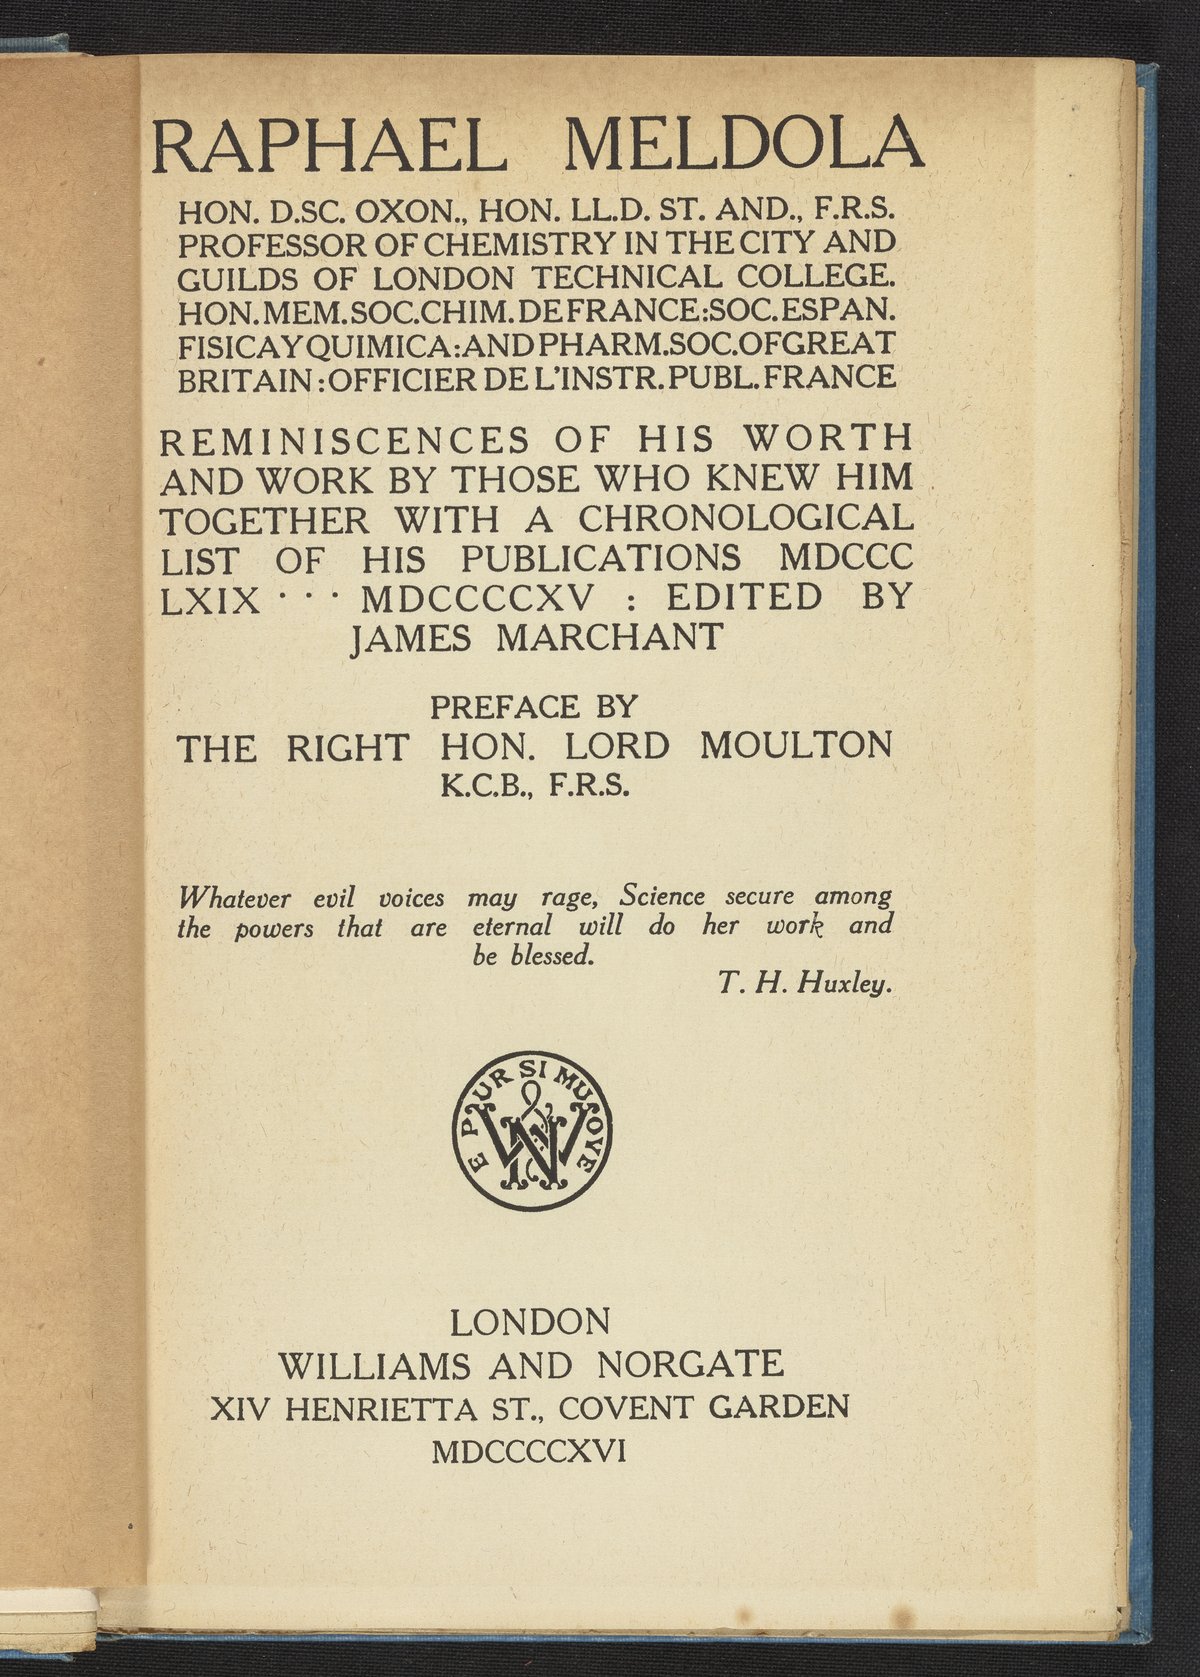 RAPHAEL MELDOLA
HON. D.SC. OXON., HON. LL.D. ST. AND., F.R.S.
PROFESSOR OF CHEMISTRY IN THE CITY AND
GUILDS OF LONDON TECHNICAL COLLEGE.
HON. MEM. SOC. CHIM. DE FRANCE: SOC. ESPAN.
FISICA Y QUIMICA: AND PHARM. SOC. OF GREAT
BRITAIN: OFFICIER DE L'INSTR. PUBL. FRANCE
REMINISCENCES OF HIS WORTH
AND WORK BY THOSE WHO KNEW HIM
TOGETHER WITH A CHRONOLOGICAL
LIST OF HIS PUBLICATIONS MDCCC
LXIX · · · MDCCCCXV : EDITED BY
JAMES MARCHANT
PREFACE BY
THE RIGHT HON. LORD MOULTON
K.C.B., F.R.S.
Whatever evil voices may rage, Science secure among
the powers that are eternal will do her work and
be blessed.
T. H. Huxley.
E PUR SI MUOVE
WN
LONDON
WILLIAMS AND NORGATE
XIV HENRIETTA ST., COVENT GARDEN
MDCCCCXVI